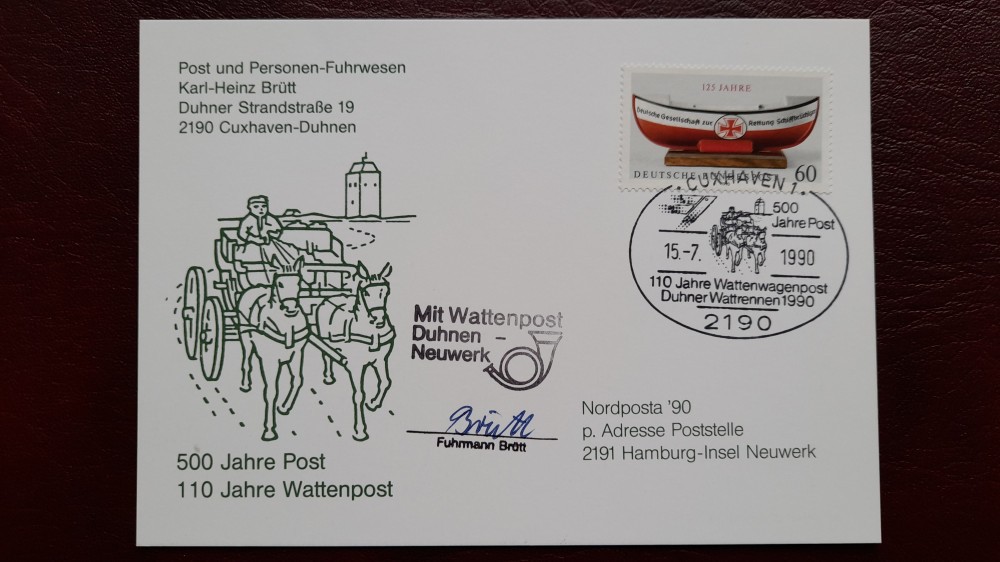 Post und Personen-Fuhrwesen
Karl-Heinz Brütt
Duhner Strandstraße 19
2190 Cuxhaven-Duhnen
125 JAHRE
Deutsche Gesellschaft zur Rettung Schiffbrüchiger
DEUTSCHE BUNDESPOST 60
CUXHAVEN 1
500
Jahre Post
15.-7. 1990
110 Jahre Wattenwagenpost
Duhner Wattrennen 1990
2190
Mit Wattenpost
Duhnen -
Neuwerk
Brütt
Fuhrmann Brütt
Nordposta '90
p. Adresse Poststelle
2191 Hamburg-Insel Neuwerk
500 Jahre Post
110 Jahre Wattenpost